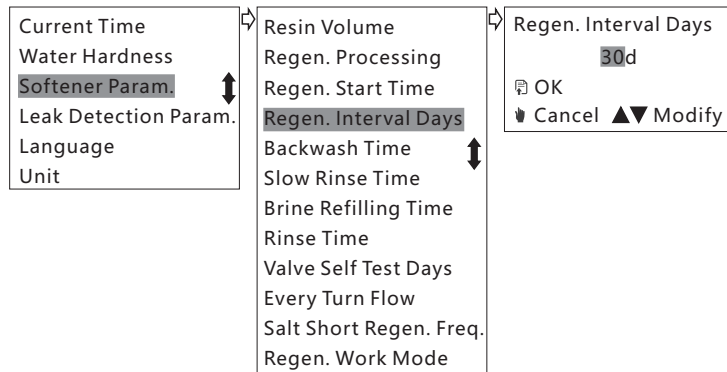 Current Time
Water Hardness
Softener Param.
Leak Detection Param.
Language
Unit
Resin Volume
Regen. Processing
Regen. Start Time
Regen. Interval Days
Backwash Time
Slow Rinse Time
Brine Refilling Time
Rinse Time
Valve Self Test Days
Every Turn Flow
Salt Short Regen. Freq.
Regen. Work Mode
Regen. Interval Days
30d
OK
Cancel ▲▼ Modify